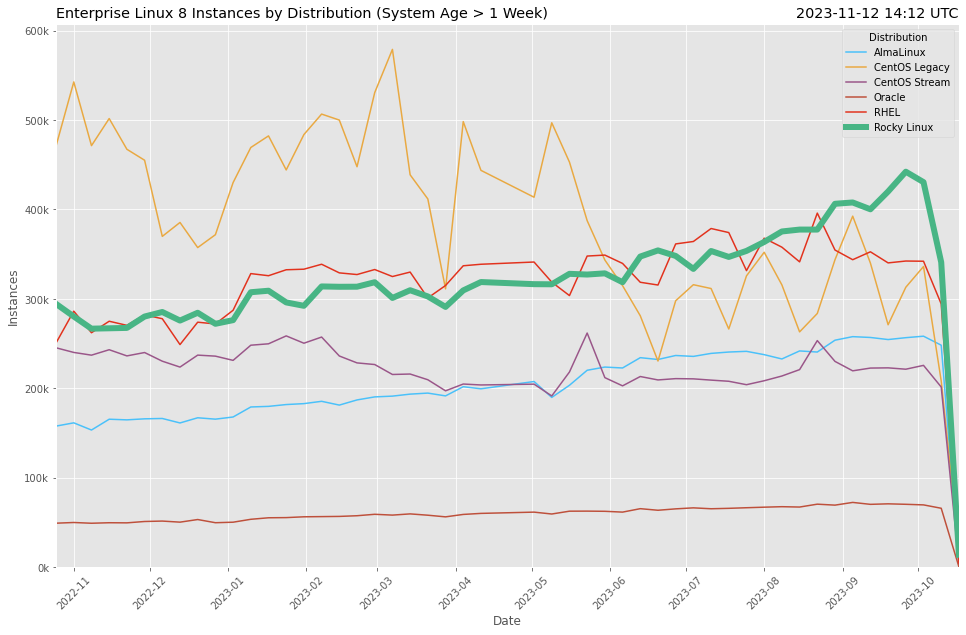 Enterprise Linux 8 Instances by Distribution (System Age > 1 Week)
2023-11-12 14:12 UTC
Distribution
AlmaLinux
CentOS Legacy
CentOS Stream
Oracle
RHEL
Rocky Linux
Instances
600k
500k
400k
300k
200k
100k
0k
2022-11
2022-12
2023-01
2023-02
2023-03
2023-04
2023-05
2023-06
2023-07
2023-08
2023-09
2023-10
Date